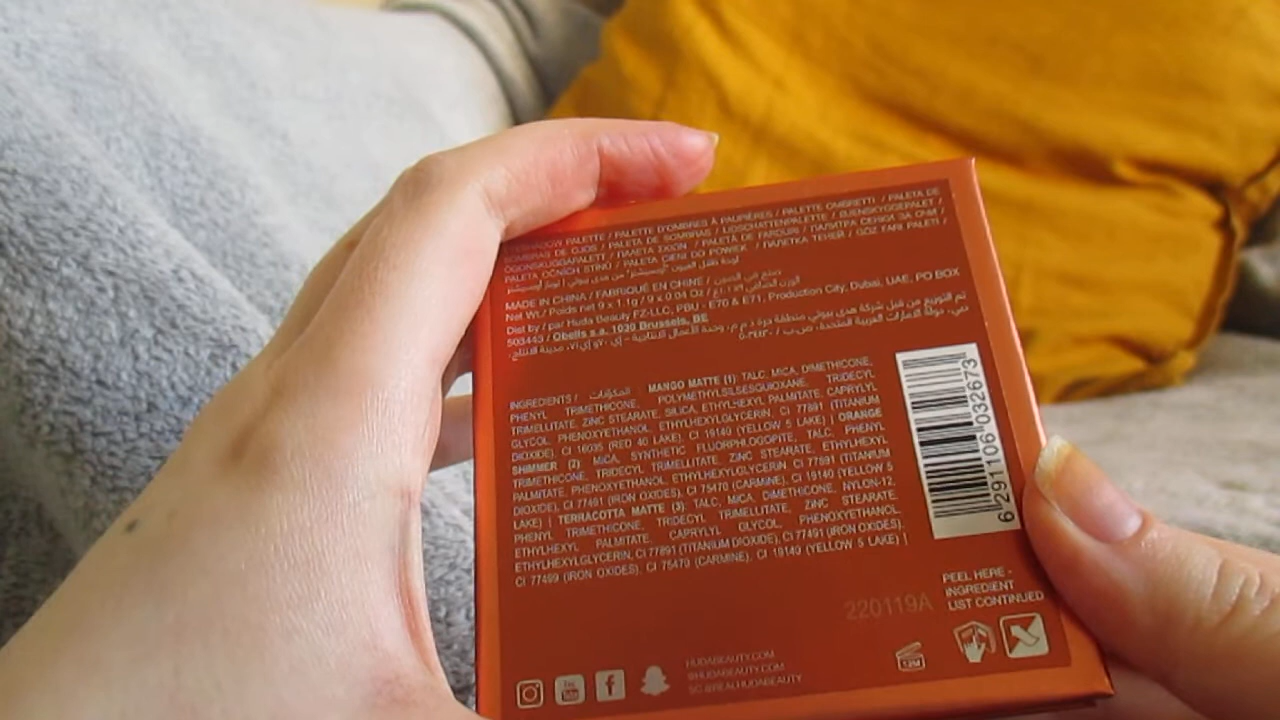 EYESHADOW PALETTE / PALETTE D'OMBRES À PAUPIÈRES / PALETTE OMBRETTI / PALETA DE
SOMBRAS DE OJOS / PALETA DE SOMBRAS / LIDSCHATTENPALETTE / ØJENSKYGGEPALET /
ÖGONSKUGGAPALETT / ΠΑΛΕΤΑ ΣΚΙΩΝ / PALETĂ DE FARDURI / ПАЛИТРА СЕНКИ ЗА ОЧИ /
PALETA OČNÍCH STÍNŮ / PALETA CIENI DO POWIEK / ПАЛЕТКА ТЕНЕЙ / GÖZ FARI PALETİ /
MADE IN CHINA / FABRIQUÉ EN CHINE / صنع في الصين
Net Wt./ Poids net 9 x 1.1g / 9 x 0.04 Oz /
Dist by / par Huda Beauty FZ-LLC, PBU - E70 & E71, Production City, Dubai, UAE, PO BOX
503443 / Obelis s.a. 1030 Brussels, BE
INGREDIENTS / المكونات MANGO MATTE (1): TALC, MICA, DIMETHICONE,
PHENYL TRIMETHICONE, POLYMETHYLSILSESQUIOXANE, TRIDECYL
TRIMELLITATE, ZINC STEARATE, SILICA, ETHYLHEXYL PALMITATE, CAPRYLYL
GLYCOL, PHENOXYETHANOL, ETHYLHEXYLGLYCERIN, CI 77891 (TITANIUM
DIOXIDE), CI 16035 (RED 40 LAKE), CI 19140 (YELLOW 5 LAKE) | ORANGE
SHIMMER (2): MICA, SYNTHETIC FLUORPHLOGOPITE, TALC, PHENYL
TRIMETHICONE, TRIDECYL TRIMELLITATE, ZINC STEARATE, ETHYLHEXYL
PALMITATE, PHENOXYETHANOL, ETHYLHEXYLGLYCERIN, CI 77891 (TITANIUM
DIOXIDE), CI 77491 (IRON OXIDES), CI 75470 (CARMINE), CI 19140 (YELLOW 5
LAKE) | TERRACOTTA MATTE (3): TALC, MICA, DIMETHICONE, NYLON-12,
PHENYL TRIMETHICONE, TRIDECYL TRIMELLITATE, ZINC STEARATE,
ETHYLHEXYL PALMITATE, CAPRYLYL GLYCOL, PHENOXYETHANOL,
ETHYLHEXYLGLYCERIN, CI 77891 (TITANIUM DIOXIDE), CI 77491 (IRON OXIDES),
CI 77499 (IRON OXIDES), CI 75470 (CARMINE), CI 19140 (YELLOW 5 LAKE) |
6 291106 032673
220119A
PEEL HERE -
INGREDIENT
LIST CONTINUED
12M
HUDABEAUTY.COM
@HUDABEAUTY.COM
SC @REALHUDABEAUTY